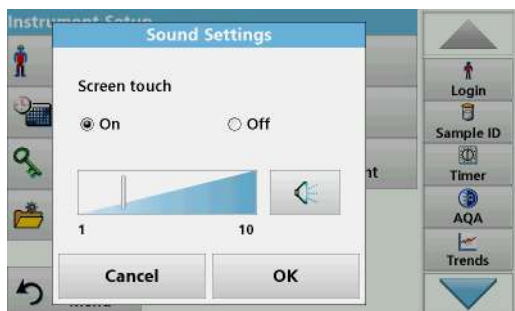 Sound Settings
Screen touch
On
Off
1
10
Cancel
OK
Login
Sample ID
Timer
AQA
Trends